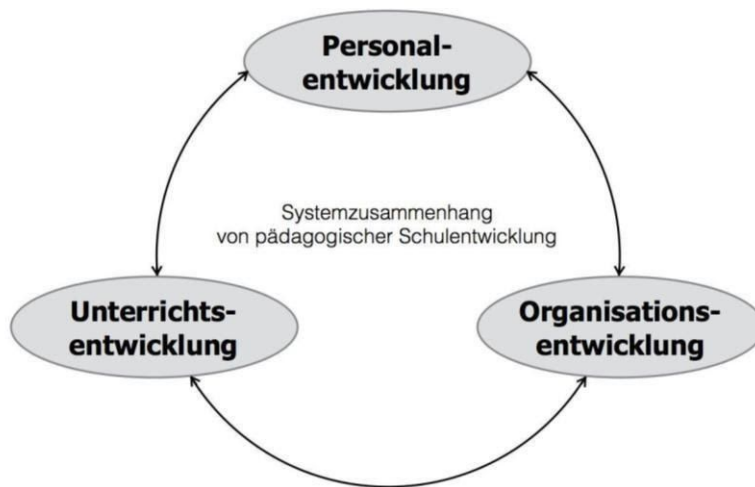 Personal-
entwicklung
Systemzusammenhang
von pädagogischer Schulentwicklung
Unterrichts-
entwicklung
Organisations-
entwicklung